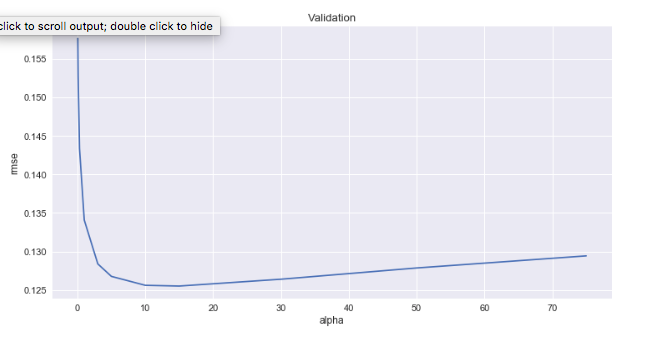 Validation
click to scroll output; double click to hide
0.155
0.150
0.145
0.140
0.135
0.130
0.125
rmse
0 10 20 30 40 50 60 70
alpha